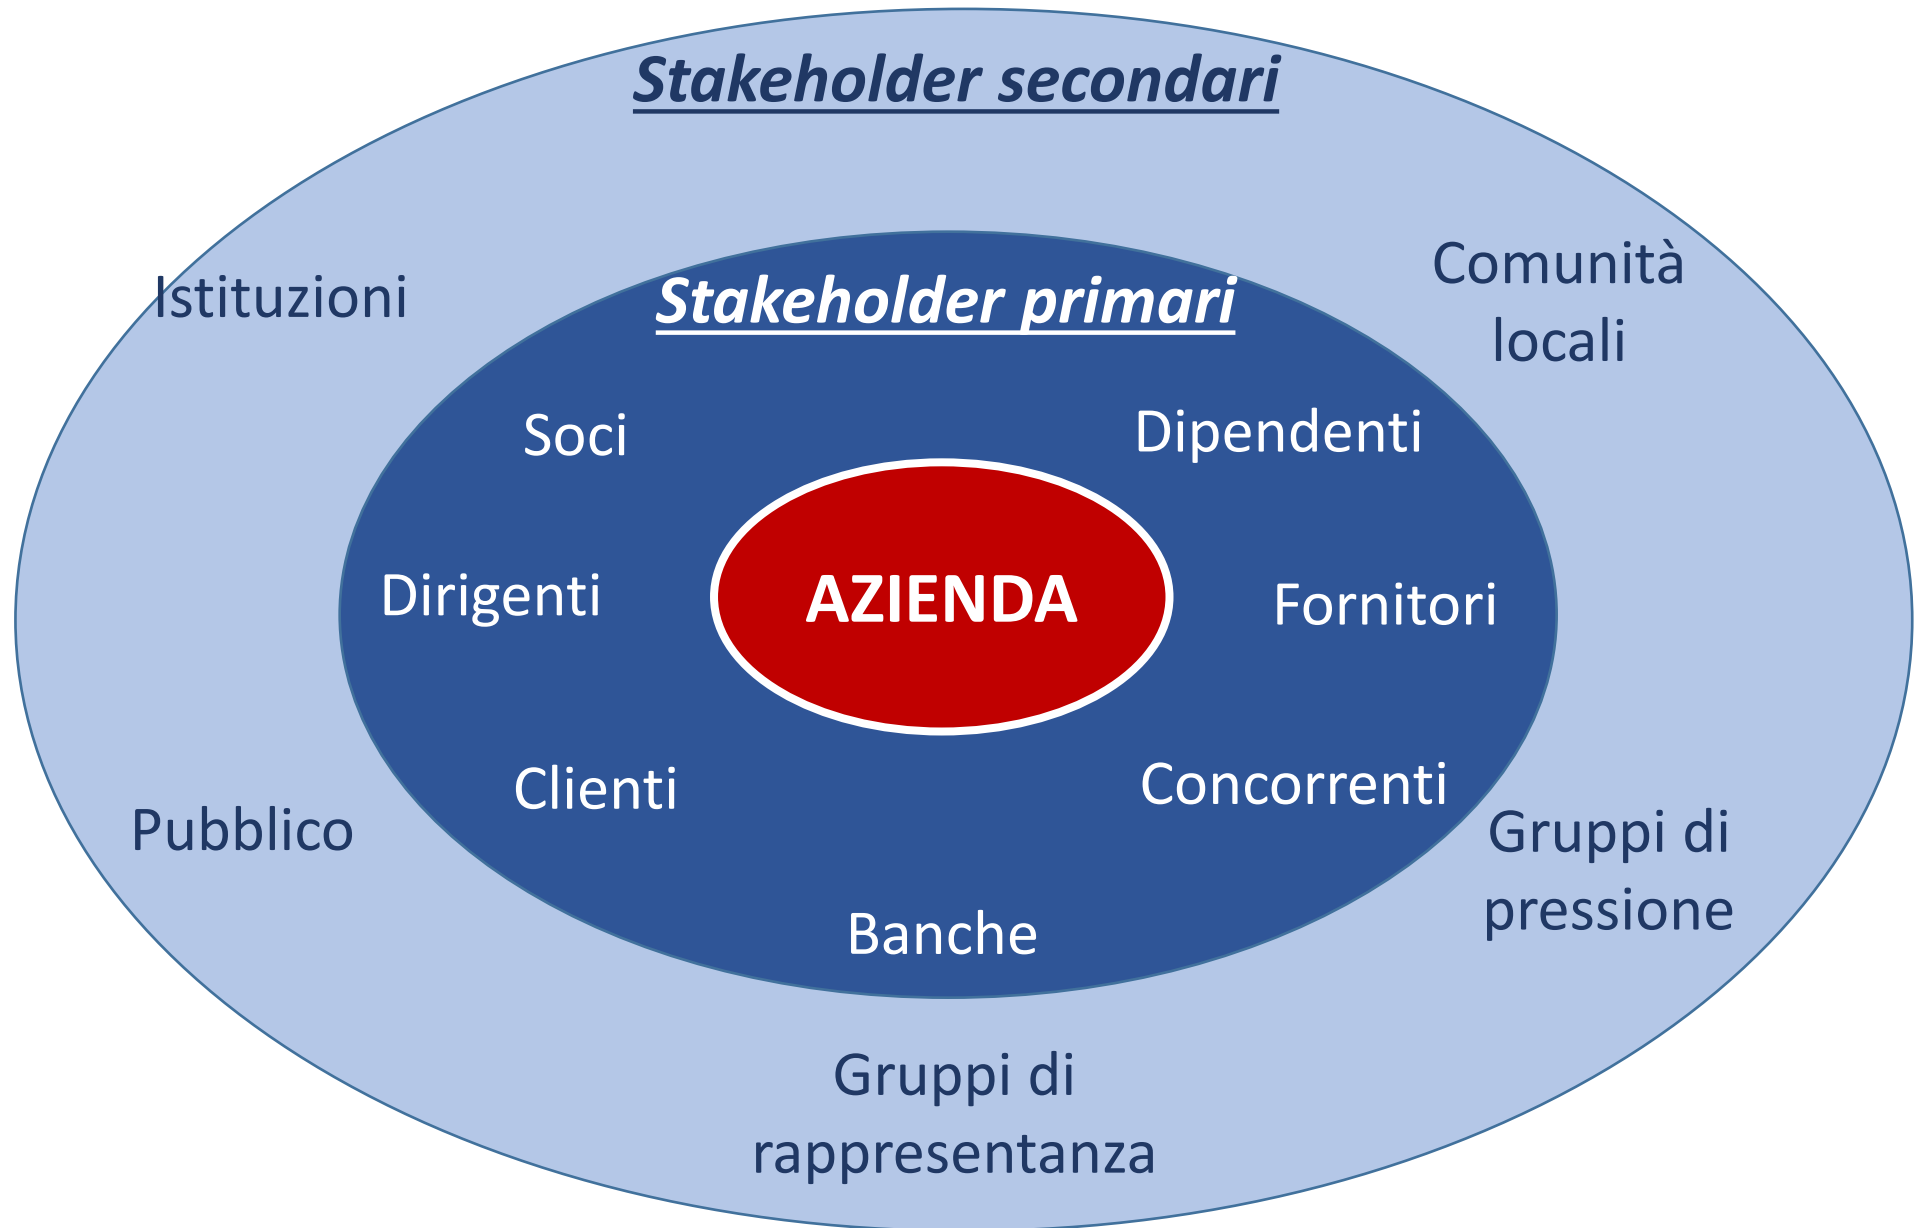 Stakeholder secondari
Istituzioni
Comunità
locali
Stakeholder primari
Soci
Dipendenti
Dirigenti
AZIENDA
Fornitori
Clienti
Concorrenti
Pubblico
Gruppi di
pressione
Banche
Gruppi di
rappresentanza